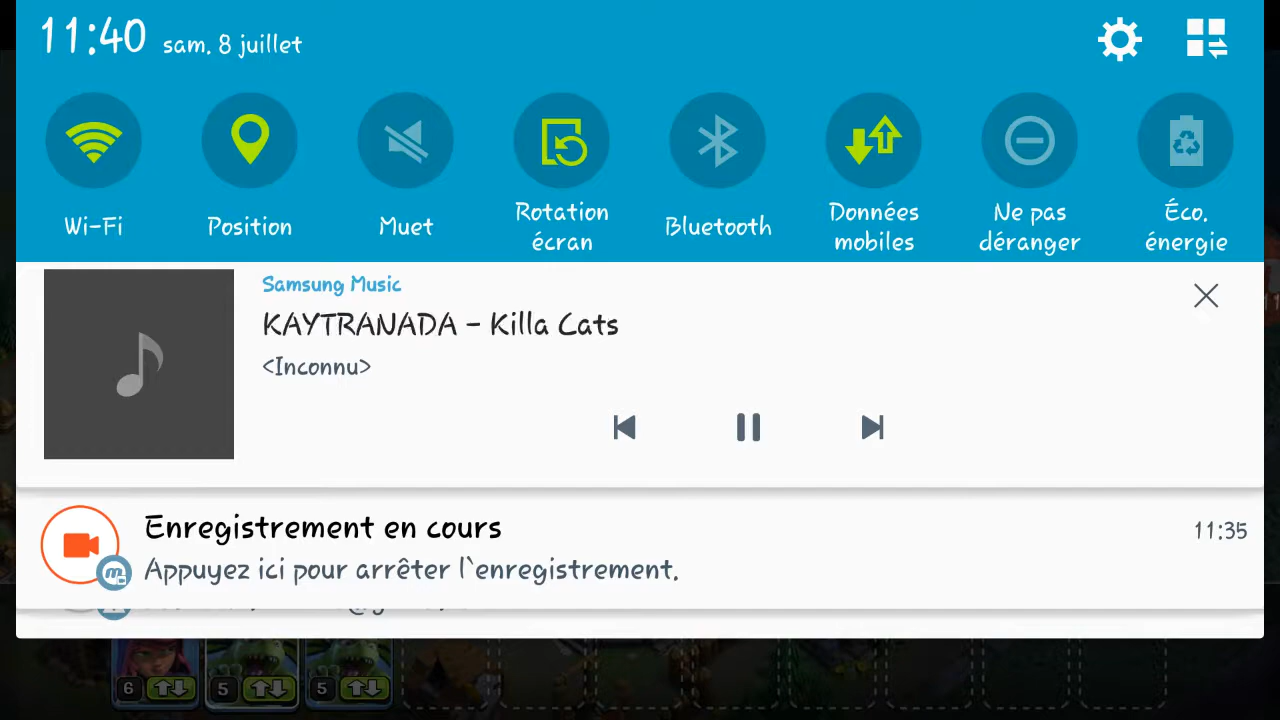 11:40 sam. 8 juillet
Wi-Fi
Position
Muet
Rotation
écran
Bluetooth
Données
mobiles
Ne pas
déranger
Éco.
énergie
Samsung Music
KAYTRANADA - Killa Cats
<Inconnu>
Enregistrement en cours
11:35
Appuyez ici pour arrêter l`enregistrement.
6
5
5